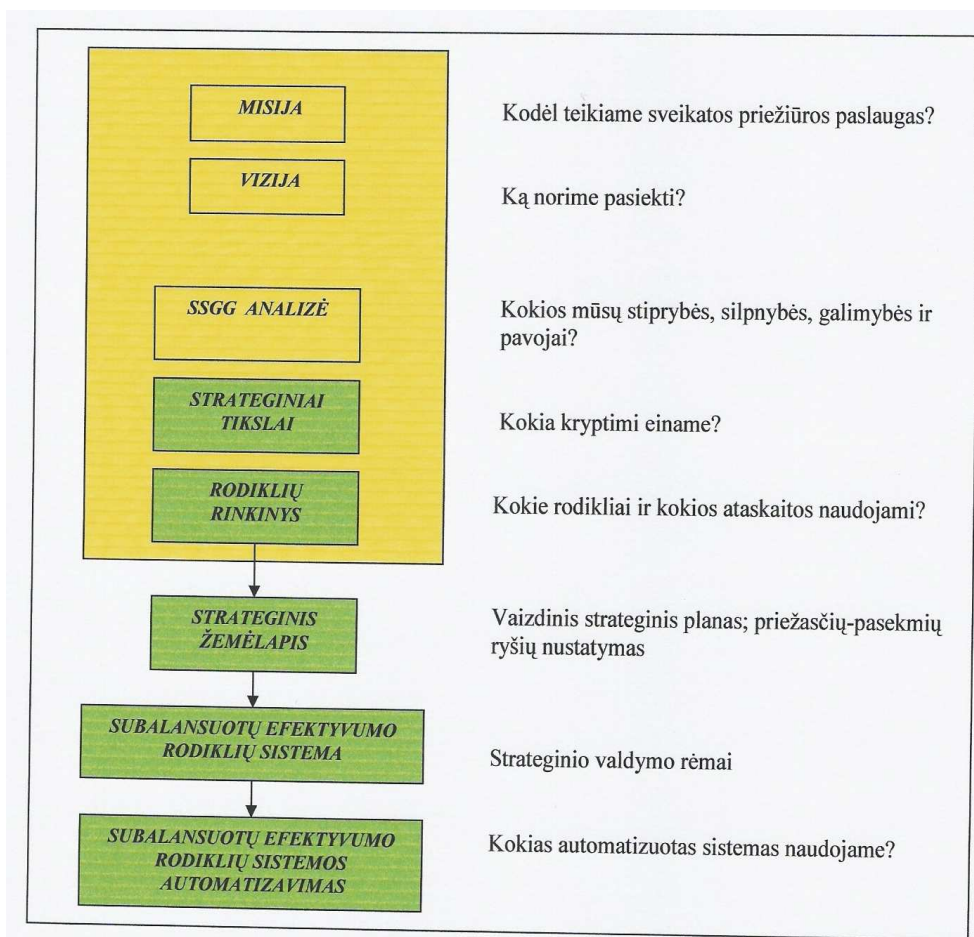 MISIJA
Kodėl teikiame sveikatos priežiūros paslaugas?
VIZIJA
Ką norime pasiekti?
SSGG ANALIZĖ
Kokios mūsų stiprybės, silpnybės, galimybės ir
pavojai?
STRATEGINIAI
TIKSLAI
Kokia kryptimi einame?
RODIKLIŲ
RINKINYS
Kokie rodikliai ir kokios ataskaitos naudojami?
STRATEGINIS
ŽEMĖLAPIS
Vaizdinis strateginis planas; priežasčių-pasekmių
ryšių nustatymas
SUBALANSUOTŲ EFEKTYVUMO
RODIKLIŲ SISTEMA
Strateginio valdymo rėmai
SUBALANSUOTŲ EFEKTYVUMO
RODIKLIŲ SISTEMOS
AUTOMATIZAVIMAS
Kokias automatizuotas sistemas naudojame?